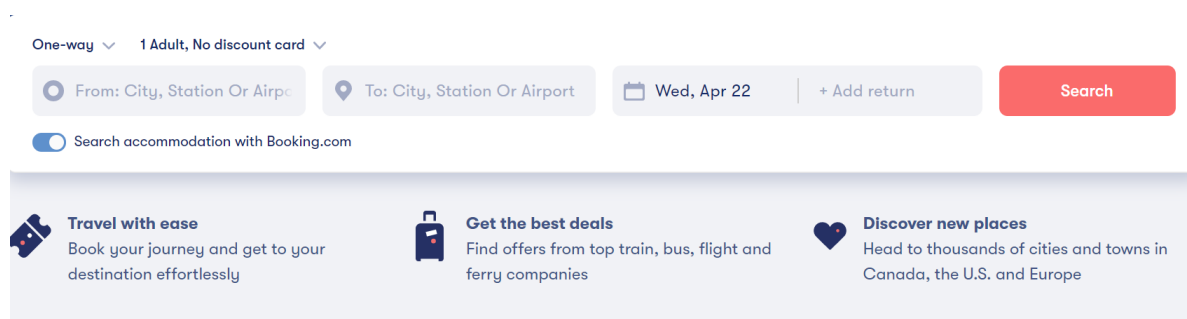 One-way 1 Adult, No discount card
From: City, Station Or Airpo To: City, Station Or Airport Wed, Apr 22 + Add return Search
Search accommodation with Booking.com
Travel with ease
Book your journey and get to your
destination effortlessly
Get the best deals
Find offers from top train, bus, flight and
ferry companies
Discover new places
Head to thousands of cities and towns in
Canada, the U.S. and Europe